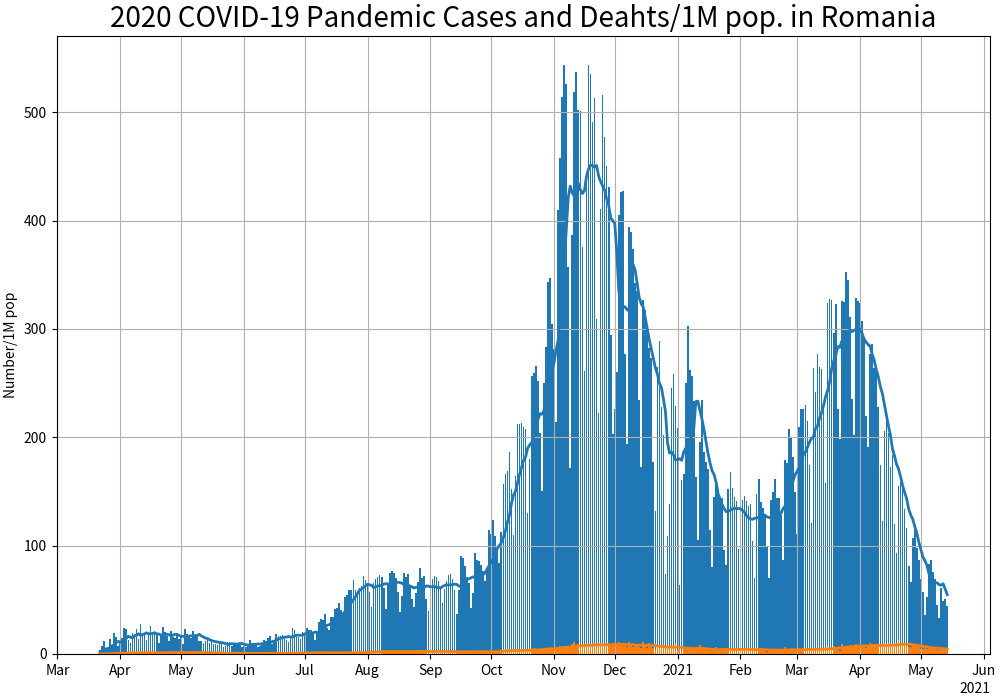 2020 COVID-19 Pandemic Cases and Deahts/1M pop. in Romania
Number/1M pop
500
400
300
200
100
0
Mar Apr May Jun Jul Aug Sep Oct Nov Dec 2021 Feb Mar Apr May Jun
2021